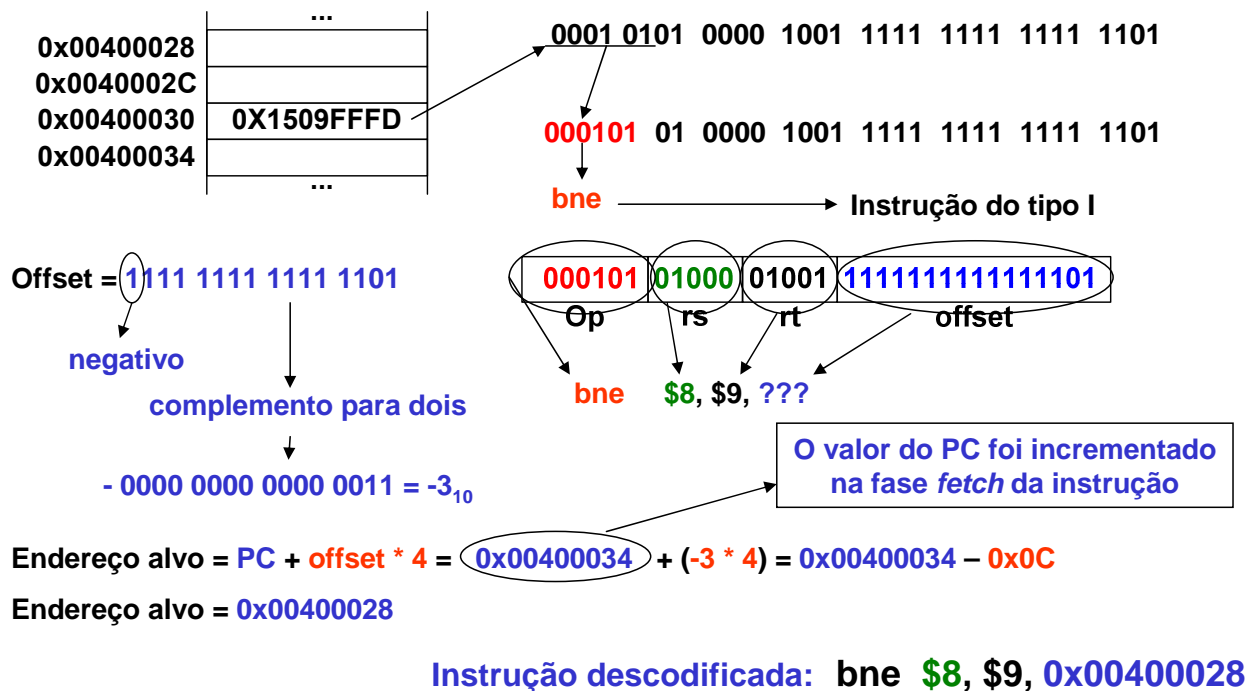 ...
0x00400028
0x0040002C
0x00400030 0X1509FFFD
0x00400034
...
0001 0101 0000 1001 1111 1111 1111 1101
000101 01 0000 1001 1111 1111 1111 1101
bne Instrução do tipo I
Offset = 1111 1111 1111 1101
negativo
complemento para dois
- 0000 0000 0000 0011 = -3₁₀
000101 01000 01001 1111111111111101
Op rs rt offset
bne $8, $9, ???
O valor do PC foi incrementado
na fase fetch da instrução
Endereço alvo = PC + offset * 4 = 0x00400034 + (-3 * 4) = 0x00400034 – 0x0C
Endereço alvo = 0x00400028
Instrução descodificada: bne $8, $9, 0x00400028